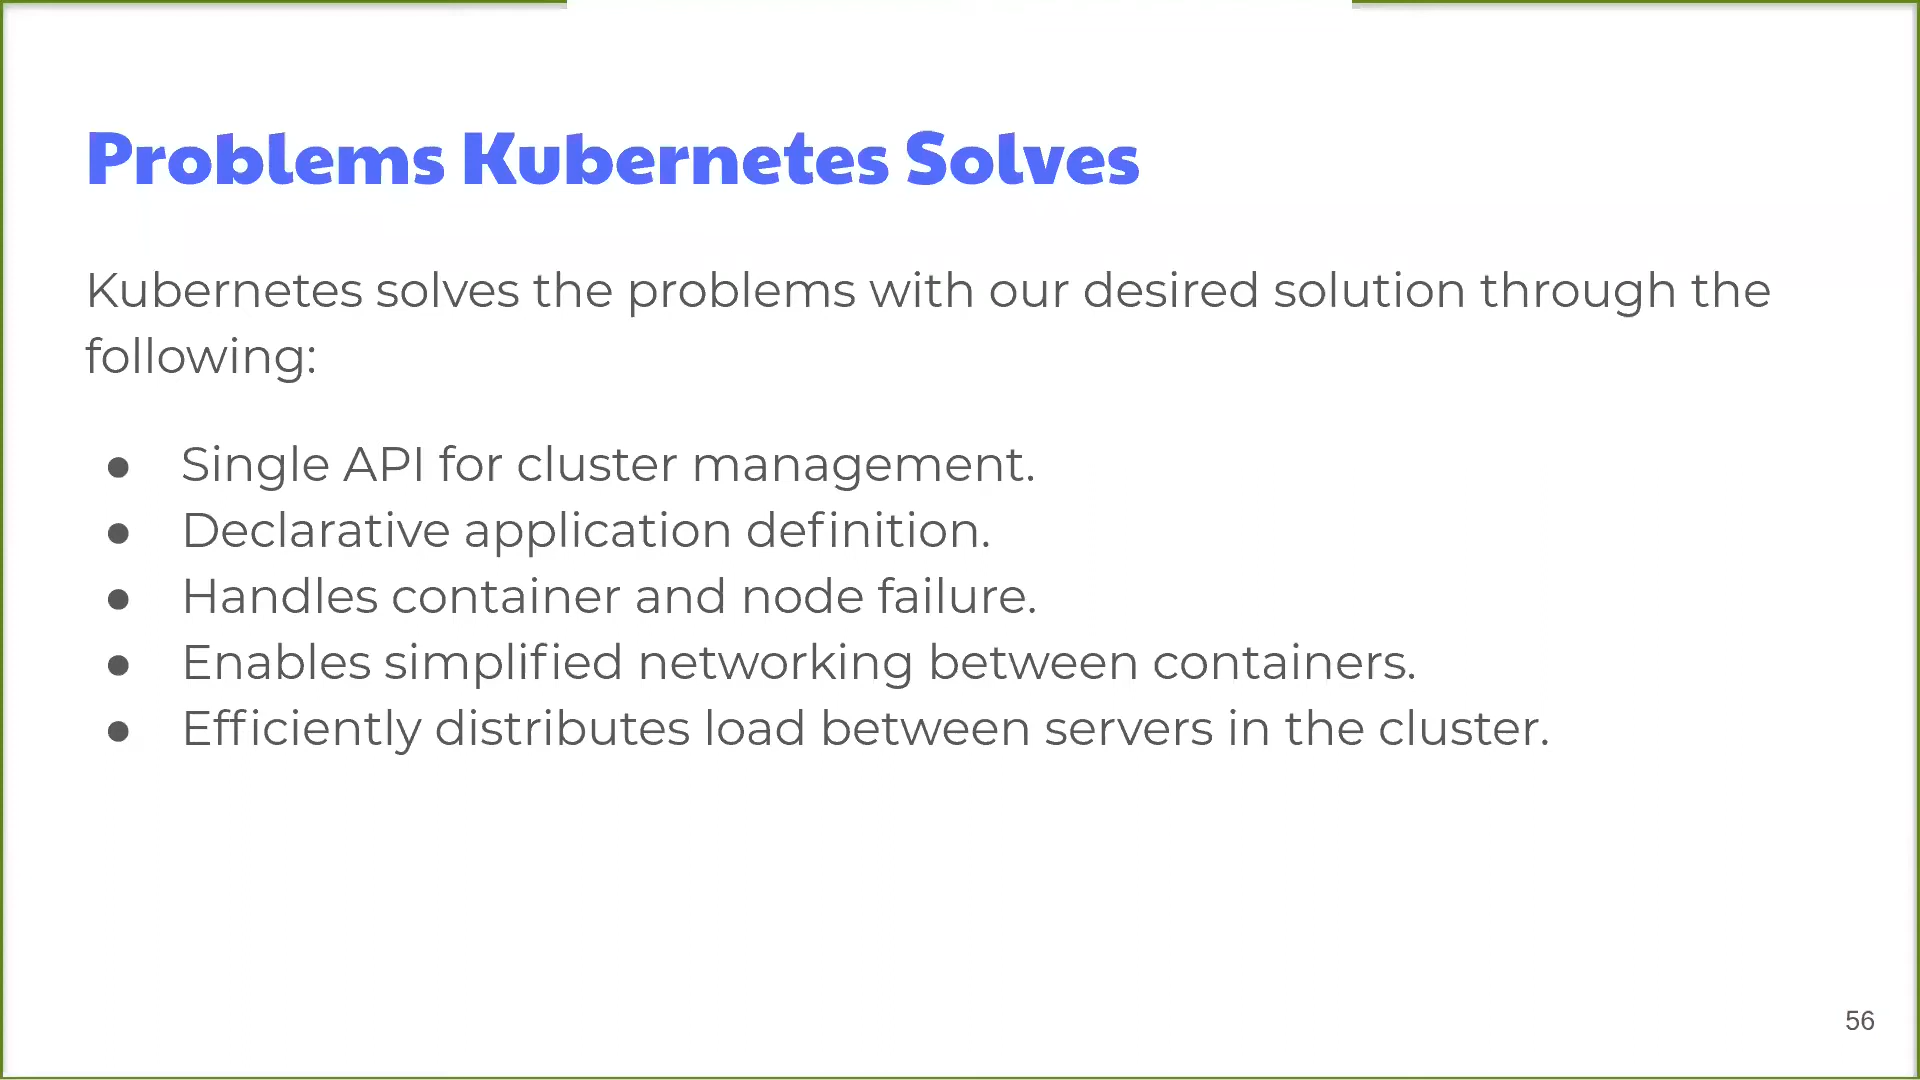 Problems Kubernetes Solves
Kubernetes solves the problems with our desired solution through the
following:
● Single API for cluster management.
● Declarative application definition.
● Handles container and node failure.
● Enables simplified networking between containers.
● Efficiently distributes load between servers in the cluster.
56